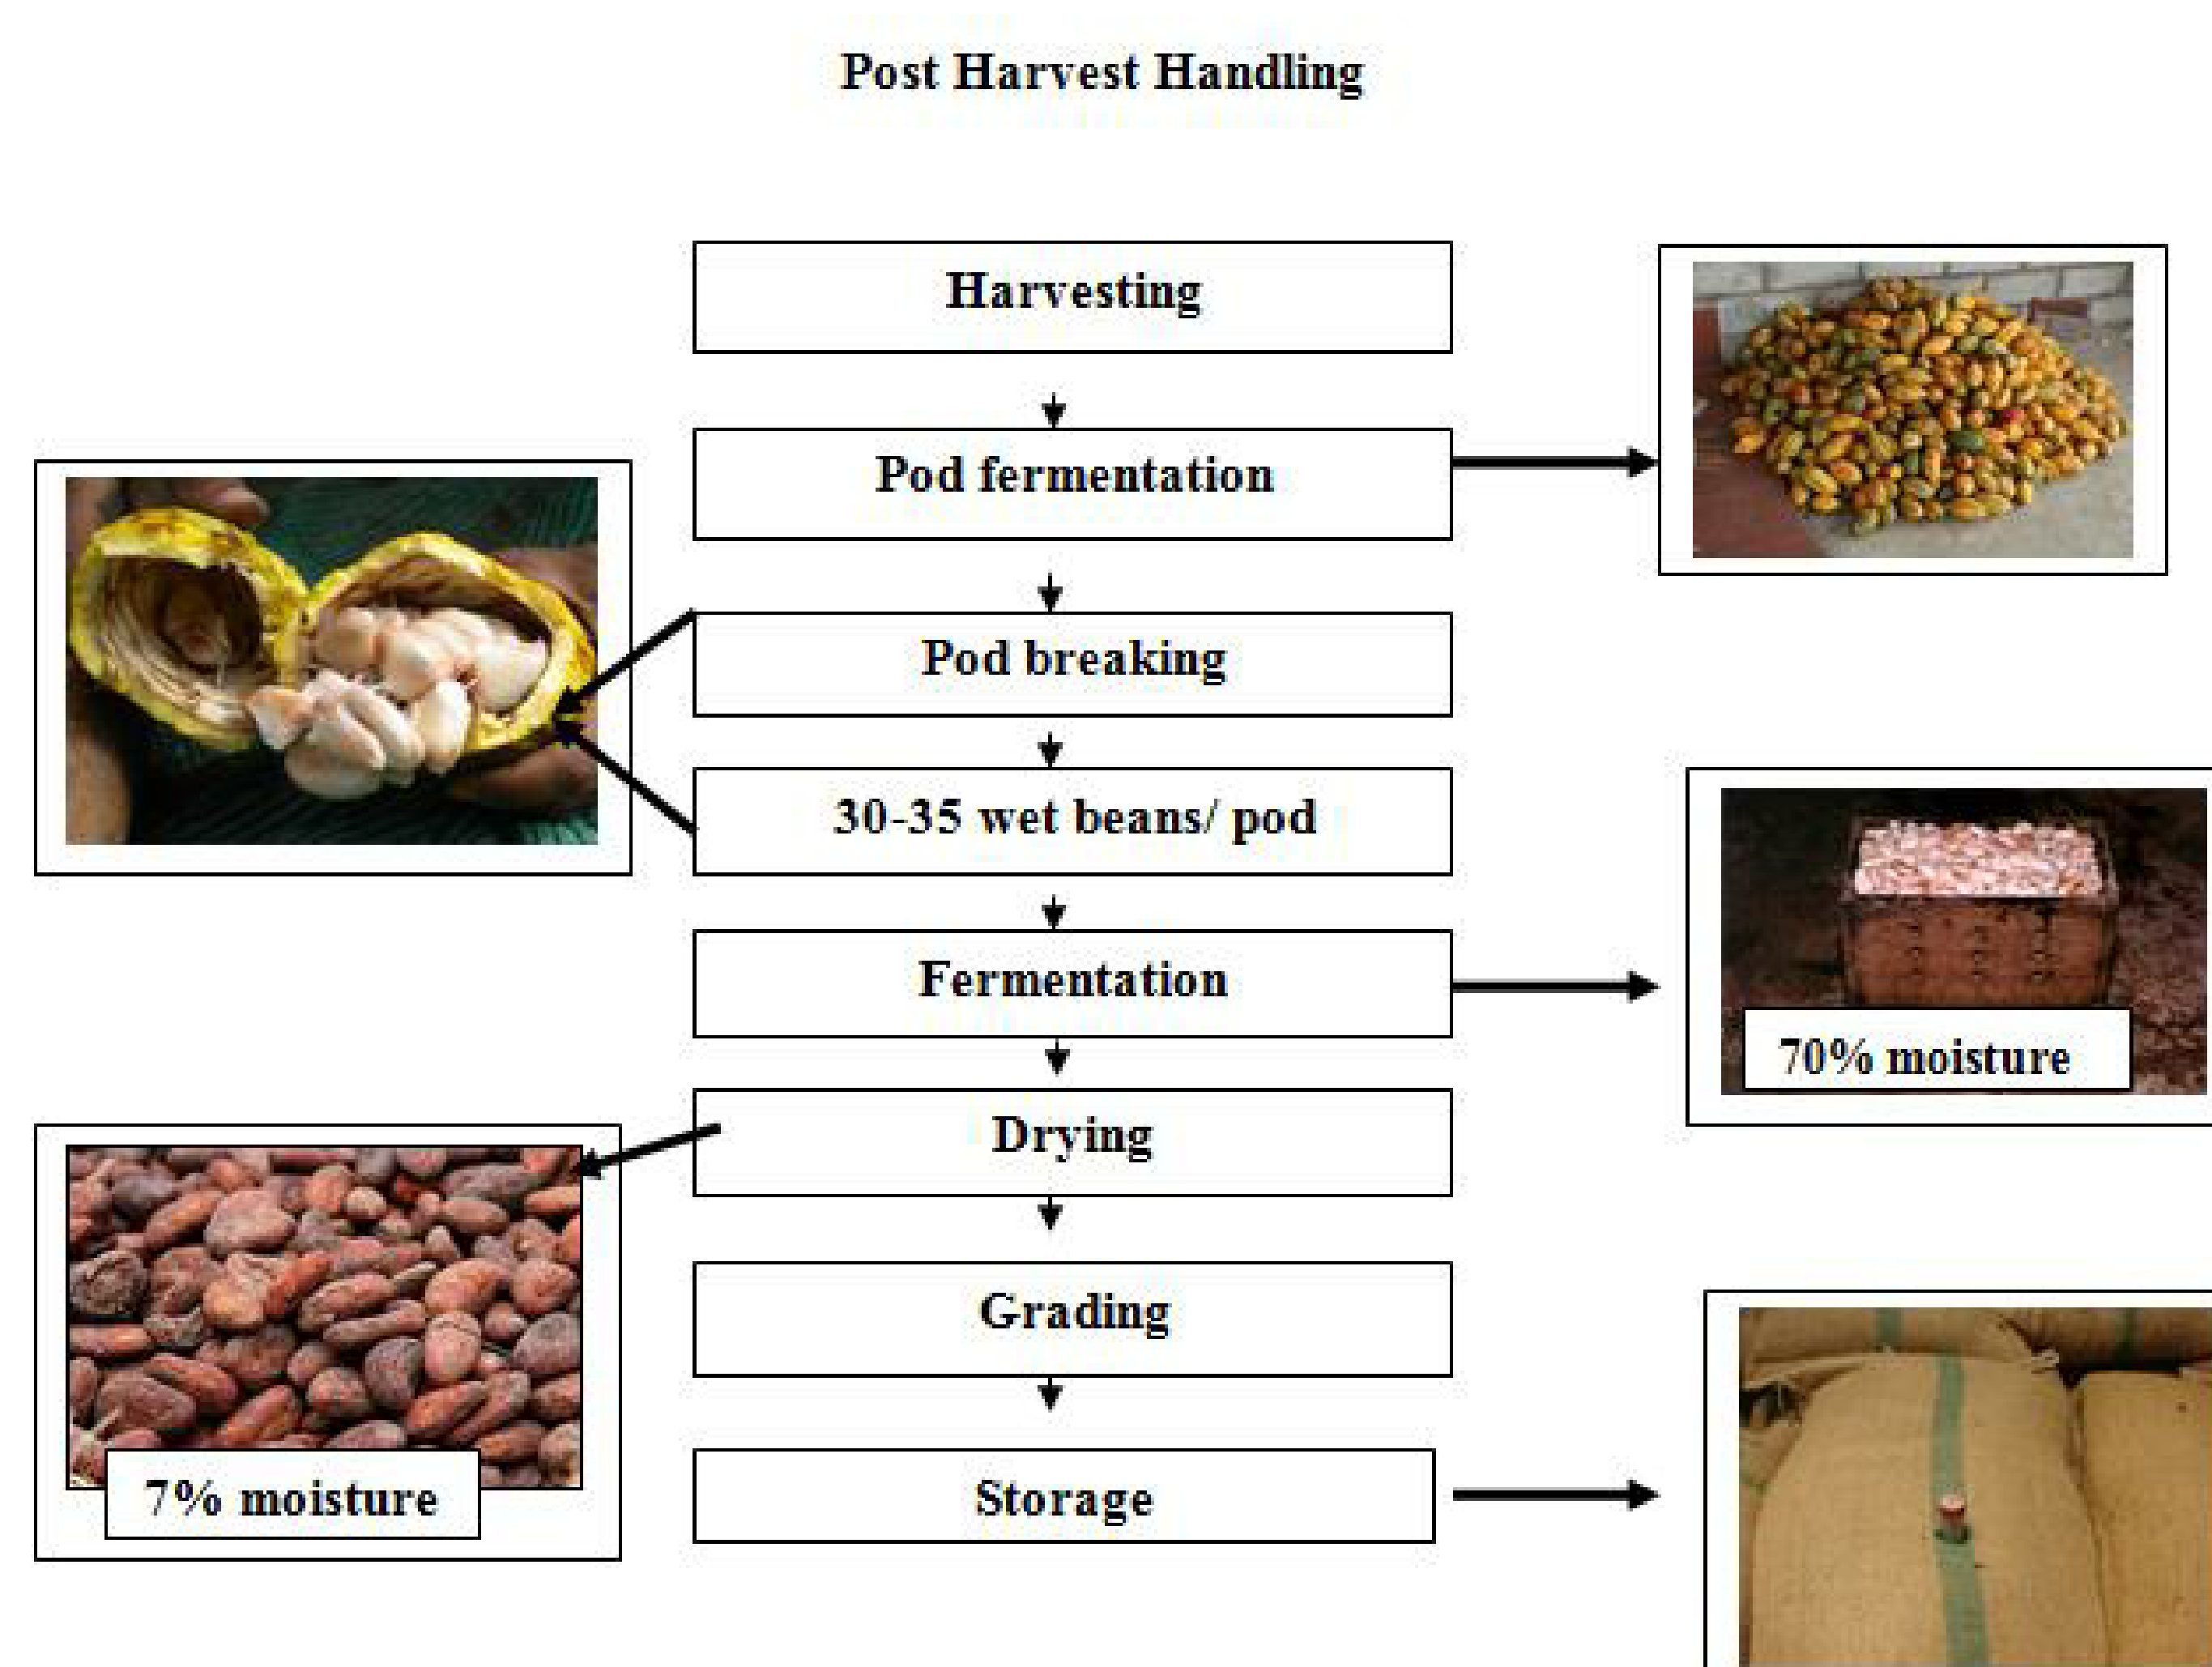 Post Harvest Handling
Harvesting
Pod fermentation
Pod breaking
30-35 wet beans/ pod
Fermentation
70% moisture
Drying
7% moisture
Grading
Storage